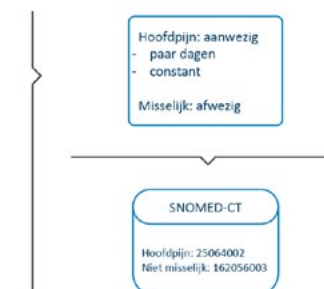 Hoofdpijn: aanwezig
- paar dagen
- constant
Misselijk: afwezig
SNOMED-CT
Hoofdpijn: 25064002
Niet misselijk: 162056003